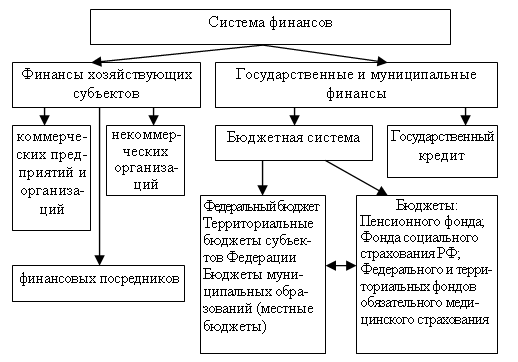 Система финансов
Финансы хозяйствующих
субъектов
Государственные и муниципальные
финансы
коммерче-
ских пред-
приятий и
организа-
ций
некоммер-
ческих
организа-
ций
Бюджетная система
Государственный
кредит
финансовых посредников
Федеральный бюджет
Территориальные
бюджеты субъек-
тов Федерации
Бюджеты муни-
ципальных обра-
зований (местные
бюджеты)
Бюджеты:
Пенсионного фонда;
Фонда социального
страхования РФ;
Федерального и терри-
ториальных фондов
обязательного меди-
цинского страхования